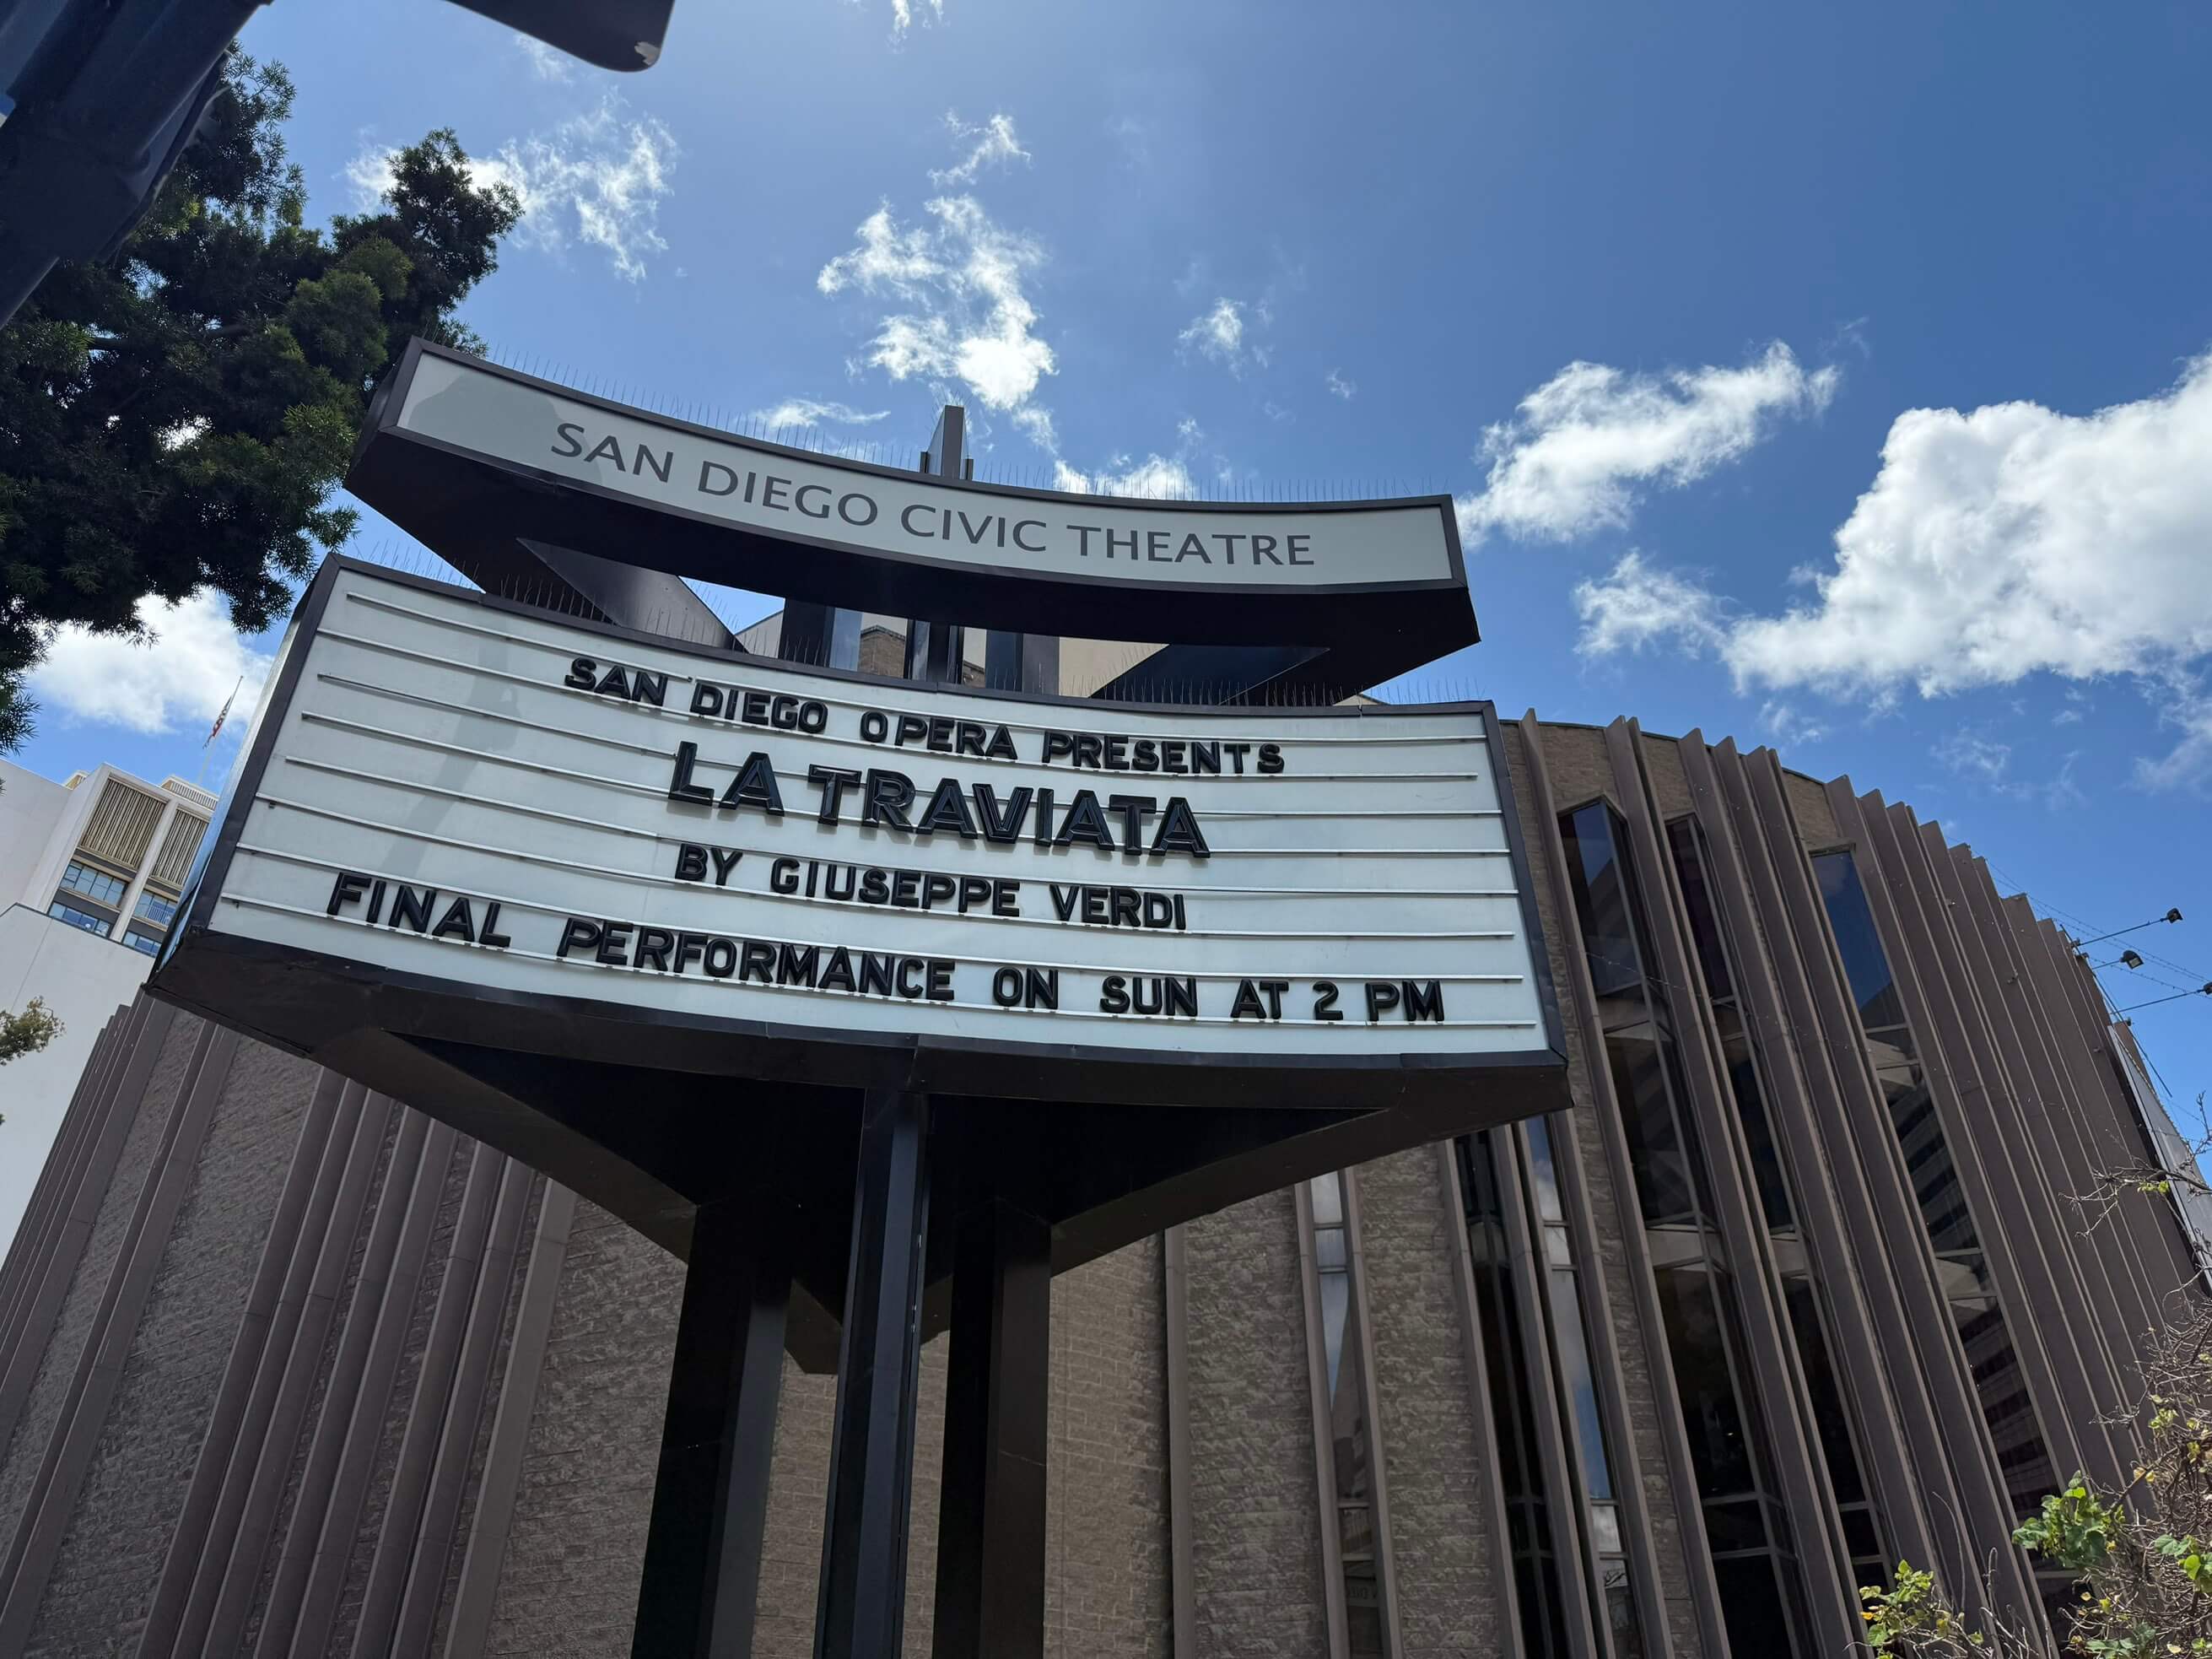 SAN DIEGO CIVIC THEATRE
SAN DIEGO OPERA PRESENTS
LA TRAVIATA
BY GIUSEPPE VERDI
FINAL PERFORMANCE ON SUN AT 2 PM